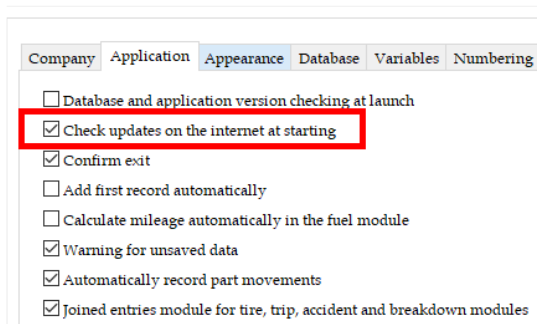 Company Application Appearance Database Variables Numbering
Database and application version checking at launch
Check updates on the internet at starting
Confirm exit
Add first record automatically
Calculate mileage automatically in the fuel module
Warning for unsaved data
Automatically record part movements
Joined entries module for tire, trip, accident and breakdown modules